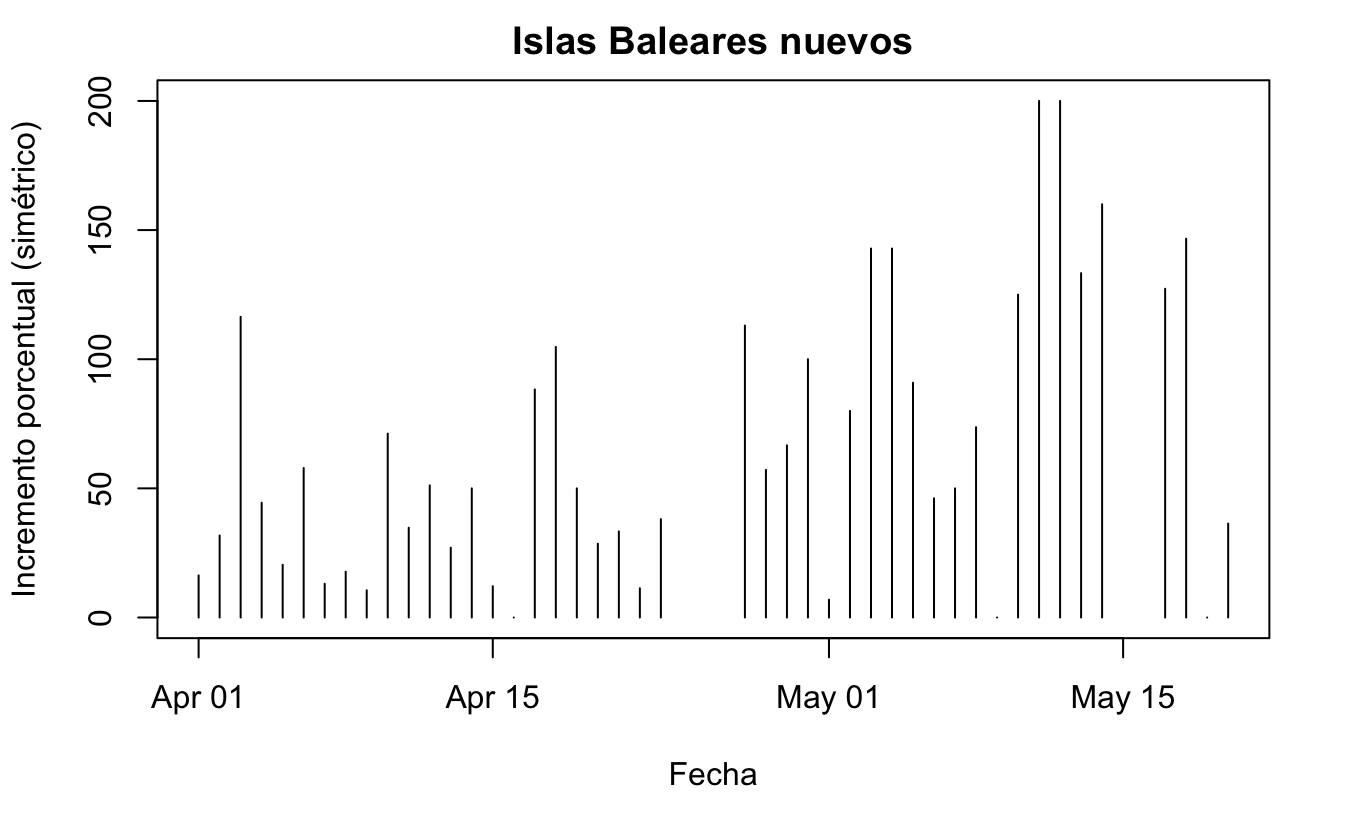 Islas Baleares nuevos
Incremento porcentual (simétrico)
200
150
100
50
0
Apr 01 Apr 15 May 01 May 15
Fecha